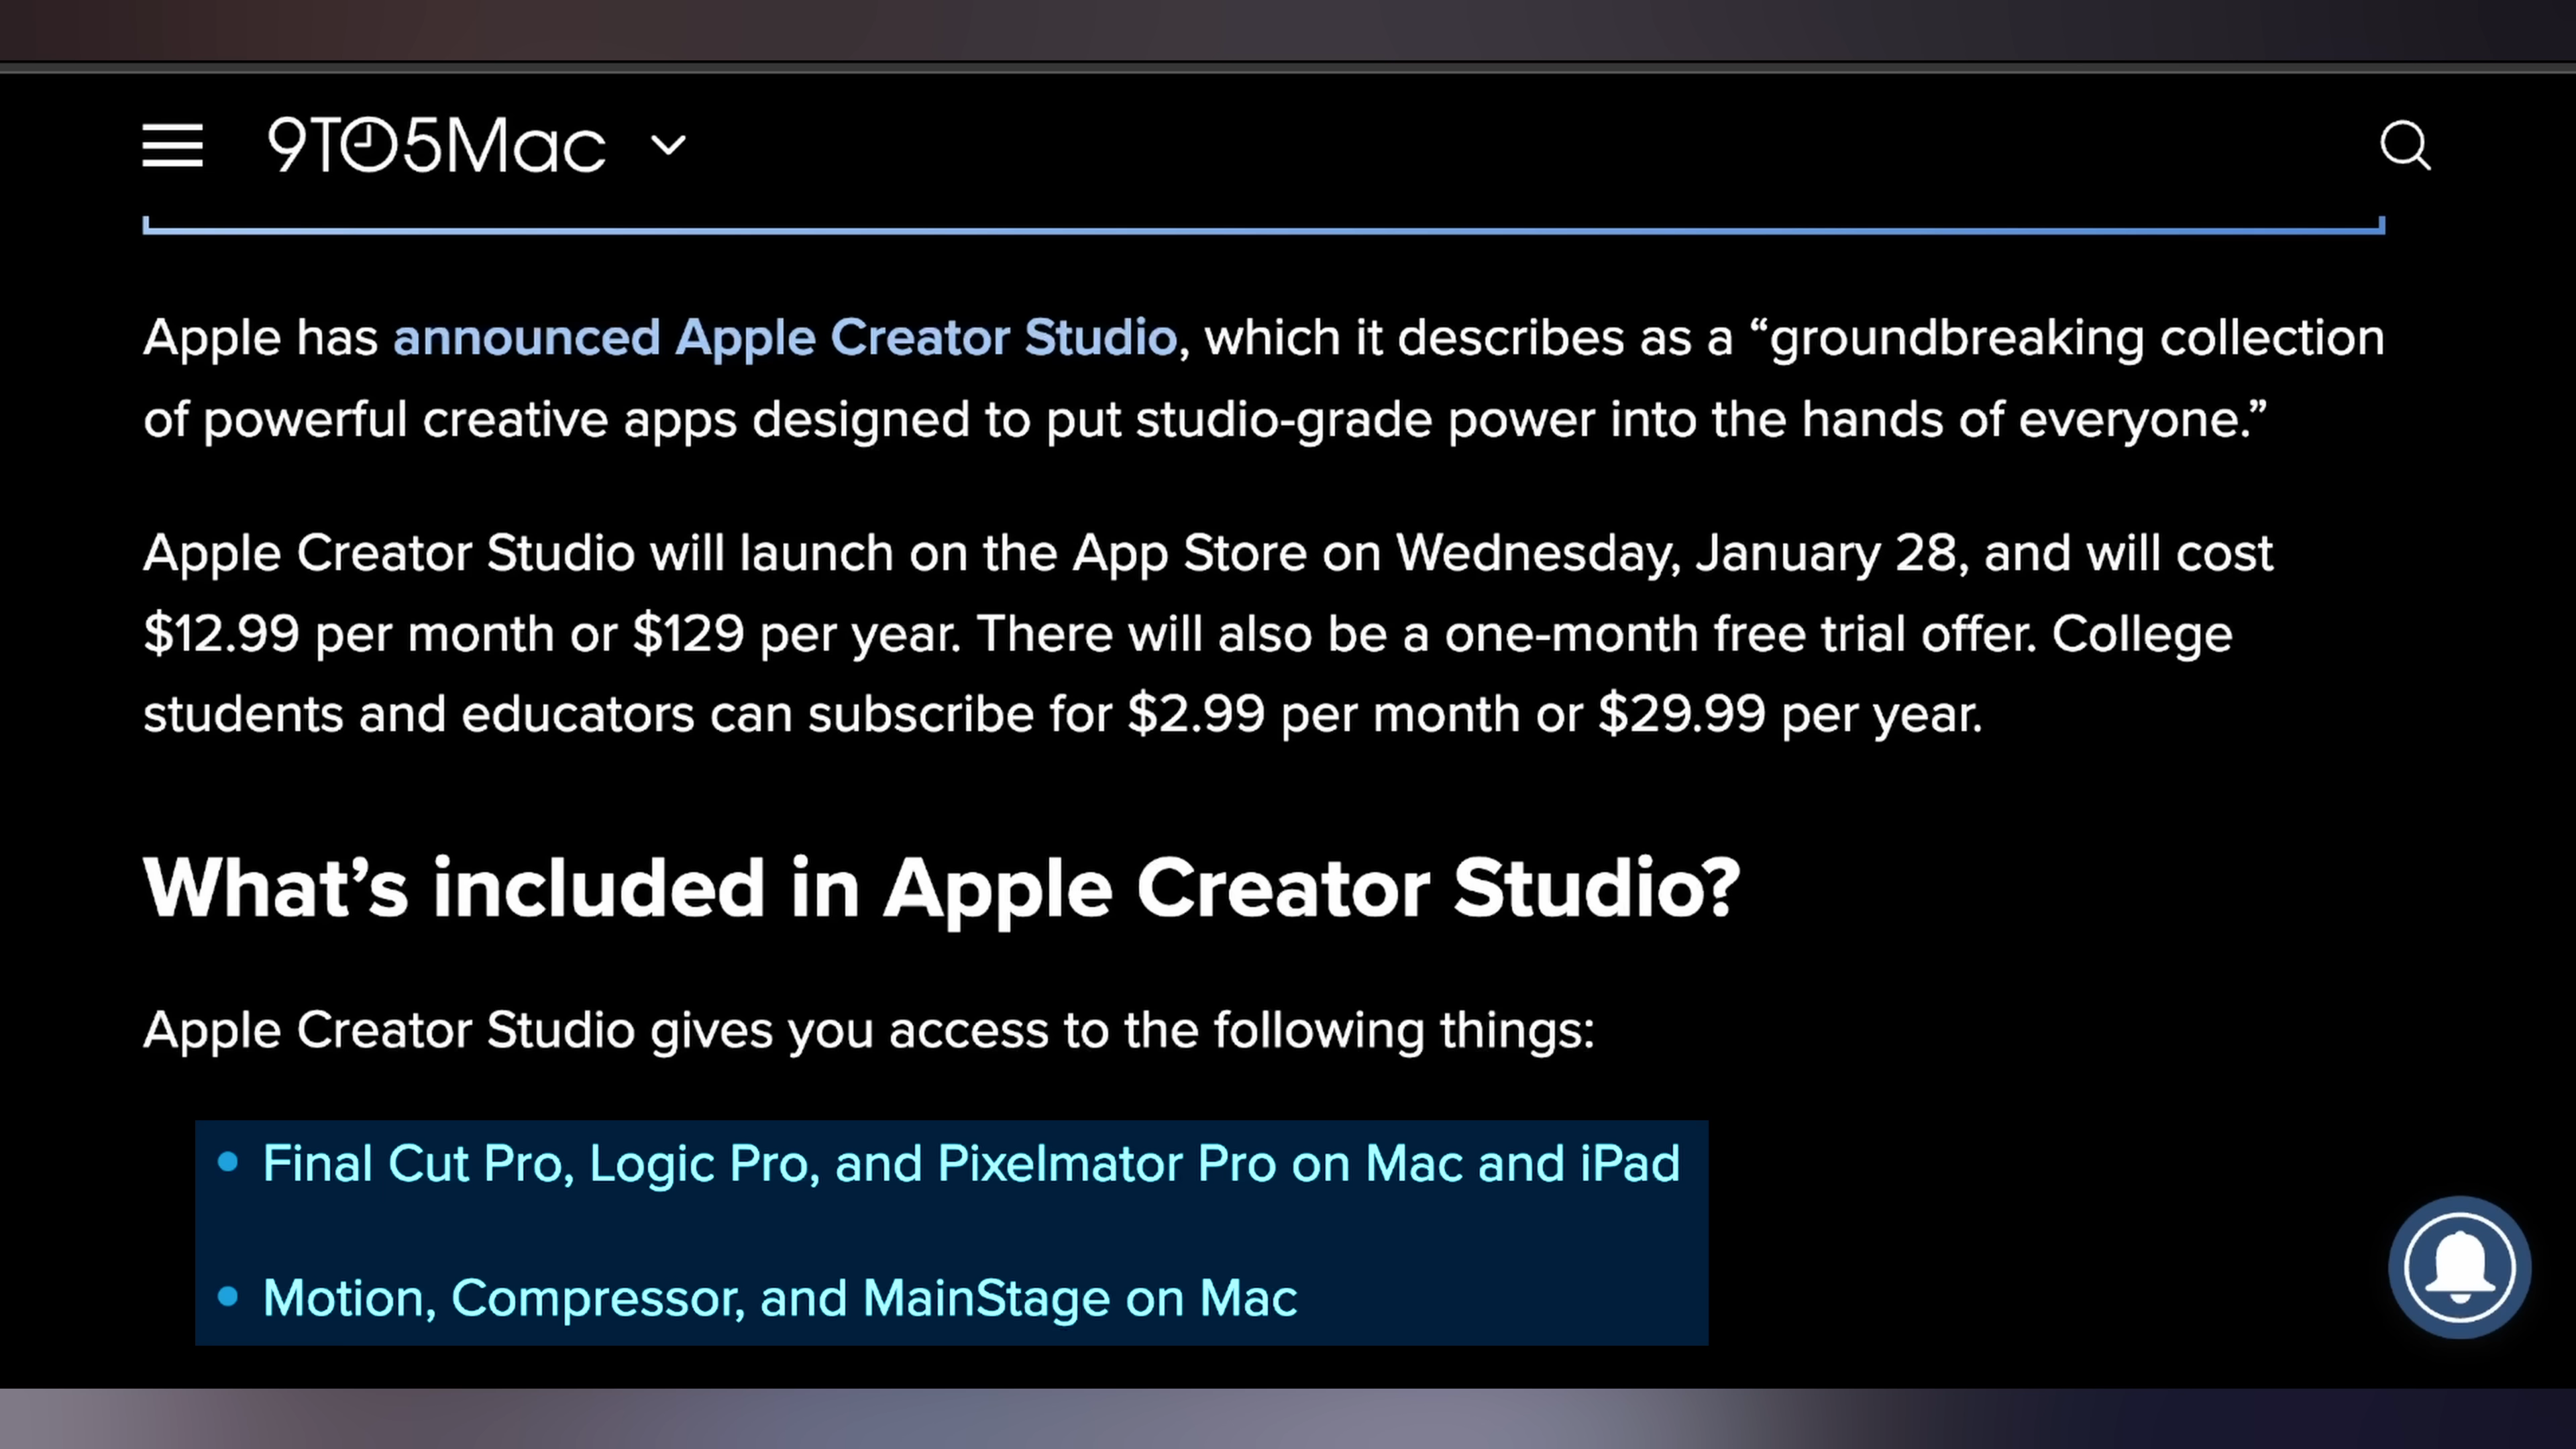 9TO5Mac
Apple has announced Apple Creator Studio, which it describes as a “groundbreaking collection
of powerful creative apps designed to put studio-grade power into the hands of everyone.”
Apple Creator Studio will launch on the App Store on Wednesday, January 28, and will cost
$12.99 per month or $129 per year. There will also be a one-month free trial offer. College
students and educators can subscribe for $2.99 per month or $29.99 per year.
What’s included in Apple Creator Studio?
Apple Creator Studio gives you access to the following things:
• Final Cut Pro, Logic Pro, and Pixelmator Pro on Mac and iPad
• Motion, Compressor, and MainStage on Mac